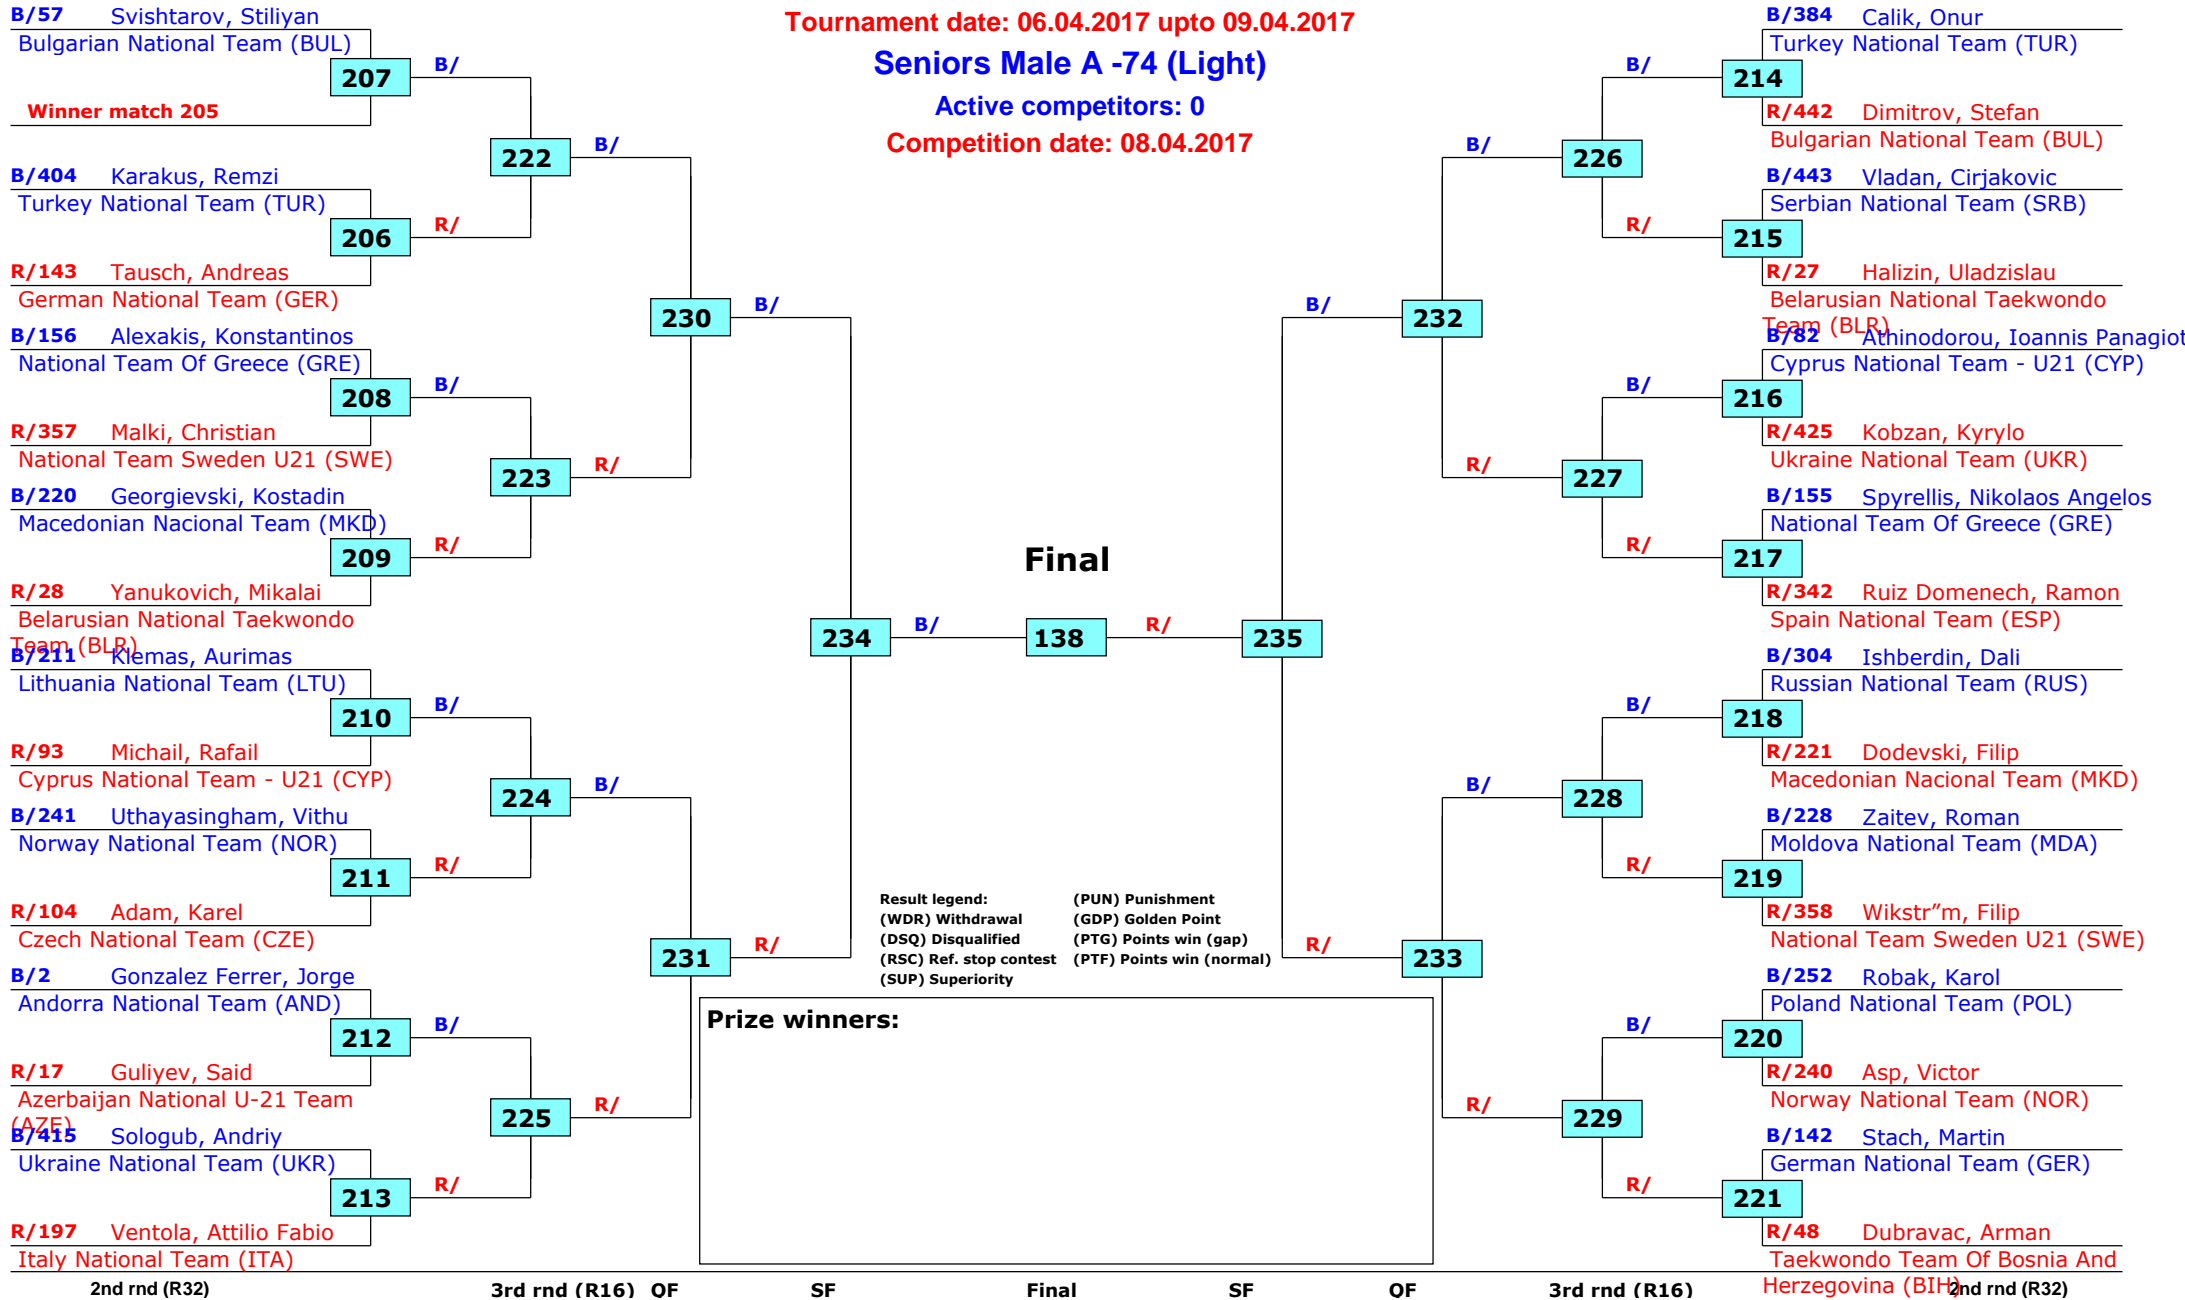 Tournament date: 06.04.2017 upto 09.04.2017
Seniors Male A -74 (Light)
Active competitors: 0
Competition date: 08.04.2017
B/57 Svishtarov, Stiliyan
Bulgarian National Team (BUL)
207
Winner match 205
B/404 Karakus, Remzi
Turkey National Team (TUR)
206
R/143 Tausch, Andreas
German National Team (GER)
B/156 Alexakis, Konstantinos
National Team Of Greece (GRE)
208
R/357 Malki, Christian
National Team Sweden U21 (SWE)
B/220 Georgievski, Kostadin
Macedonian Nacional Team (MKD)
209
R/28 Yanukovich, Mikalai
Belarusian National Taekwondo
Team (BLR)
B/211 Klemas, Aurimas
Lithuania National Team (LTU)
210
R/93 Michail, Rafail
Cyprus National Team - U21 (CYP)
B/241 Uthayasingham, Vithu
Norway National Team (NOR)
211
R/104 Adam, Karel
Czech National Team (CZE)
B/2 Gonzalez Ferrer, Jorge
Andorra National Team (AND)
212
R/17 Guliyev, Said
Azerbaijan National U-21 Team
(AZE)
B/415 Sologub, Andriy
Ukraine National Team (UKR)
213
R/197 Ventola, Attilio Fabio
Italy National Team (ITA)
B/
R/
B/
R/
B/
R/
B/
R/
222
223
224
225
B/
R/
B/
R/
230
231
B/
R/
234
B/
Final
138
R/
235
B/
R/
232
233
B/
R/
B/
R/
226
227
228
229
B/
R/
B/
R/
B/
R/
B/
R/
B/384 Calik, Onur
Turkey National Team (TUR)
214
R/442 Dimitrov, Stefan
Bulgarian National Team (BUL)
B/443 Vladan, Cirjakovic
Serbian National Team (SRB)
215
R/27 Halizin, Uladzislau
Belarusian National Taekwondo
Team (BLR)
B/82 Athinodorou, Ioannis Panagiot
Cyprus National Team - U21 (CYP)
216
R/425 Kobzan, Kyrylo
Ukraine National Team (UKR)
B/155 Spyrellis, Nikolaos Angelos
National Team Of Greece (GRE)
217
R/342 Ruiz Domenech, Ramon
Spain National Team (ESP)
B/304 Ishberdin, Dali
Russian National Team (RUS)
218
R/221 Dodevski, Filip
Macedonian Nacional Team (MKD)
B/228 Zaitev, Roman
Moldova National Team (MDA)
219
R/358 Wikstr”m, Filip
National Team Sweden U21 (SWE)
B/252 Robak, Karol
Poland National Team (POL)
220
R/240 Asp, Victor
Norway National Team (NOR)
B/142 Stach, Martin
German National Team (GER)
221
R/48 Dubravac, Arman
Taekwondo Team Of Bosnia And
Herzegovina (BIH)
Result legend: (PUN) Punishment
(WDR) Withdrawal (GDP) Golden Point
(DSQ) Disqualified (PTG) Points win (gap)
(RSC) Ref. stop contest (PTF) Points win (normal)
(SUP) Superiority
Prize winners:
2nd rnd (R32) 3rd rnd (R16) QF SF Final SF QF 3rd rnd (R16) 2nd rnd (R32)